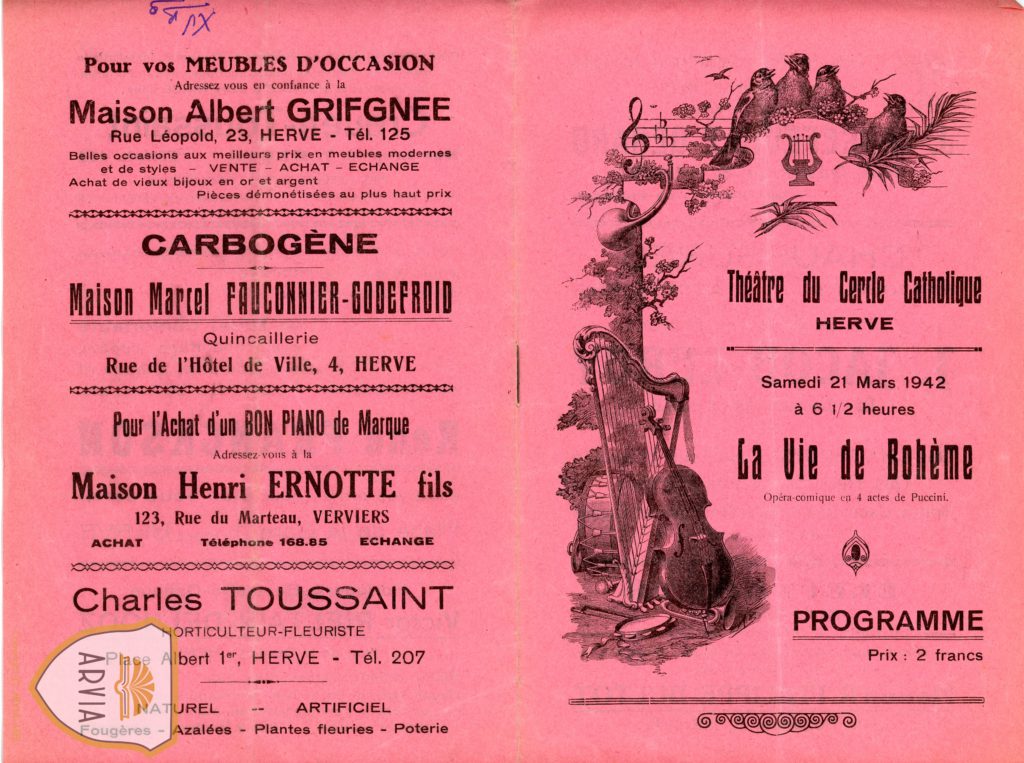 Pour vos MEUBLES D'OCCASION
Adressez vous en confiance à la
Maison Albert GRIFGNEE
Rue Léopold, 23, HERVE - Tél. 125
Belles occasions aux meilleurs prix en meubles modernes
et de styles - VENTE - ACHAT - ECHANGE
Achat de vieux bijoux en or et argent
Pièces démonétisées au plus haut prix
CARBOGÈNE
Maison Marcel FAUCONNIER-GODEFROID
Quincaillerie
Rue de l'Hôtel de Ville, 4, HERVE
Pour l'Achat d'un BON PIANO de Marque
Adressez-vous à la
Maison Henri ERNOTTE fils
123, Rue du Marteau, VERVIERS
ACHAT Téléphone 168.85 ECHANGE
Charles TOUSSAINT
HORTICULTEUR-FLEURISTE
Place Albert 1er, HERVE - Tél. 207
NATUREL -- ARTIFICIEL
Fougères - Azalées - Plantes fleuries - Poterie
ARVIA
Théâtre du Cercle Catholique
HERVE
Samedi 21 Mars 1942
à 6 1/2 heures
La Vie de Bohème
Opéra-comique en 4 actes de Puccini.
PROGRAMME
Prix : 2 francs